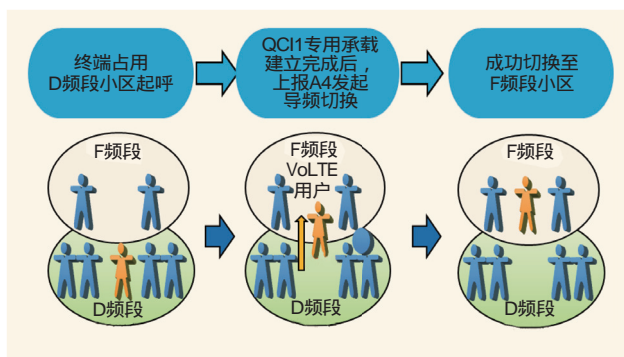 终端占用
D频段小区起呼
QCI1专用承载
建立完成后，
上报A4发起
导频切换
成功切换至
F频段小区
F频段
D频段
F频段
VoLTE
用户
D频段
F频段
D频段